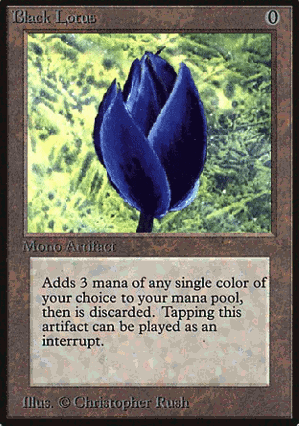 Black Lotus 0
Mono Artifact
Adds 3 mana of any single color of
your choice to your mana pool,
then is discarded. Tapping this
artifact can be played as an
interrupt.
Illus. © Christopher Rush